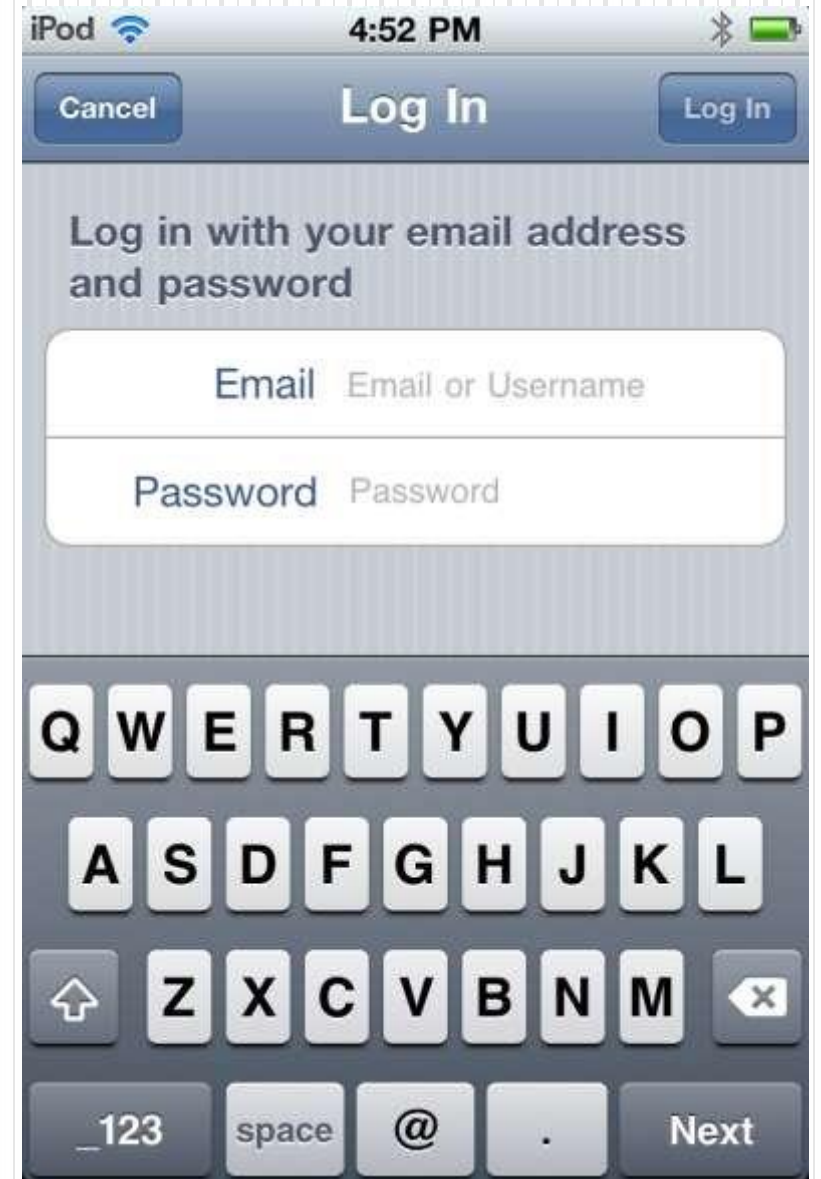 iPod 4:52 PM
Cancel Log In Log In
Log in with your email address
and password
Email Email or Username
Password Password
Q W E R T Y U I O P
A S D F G H J K L
Z X C V B N M
_123 space @ . Next